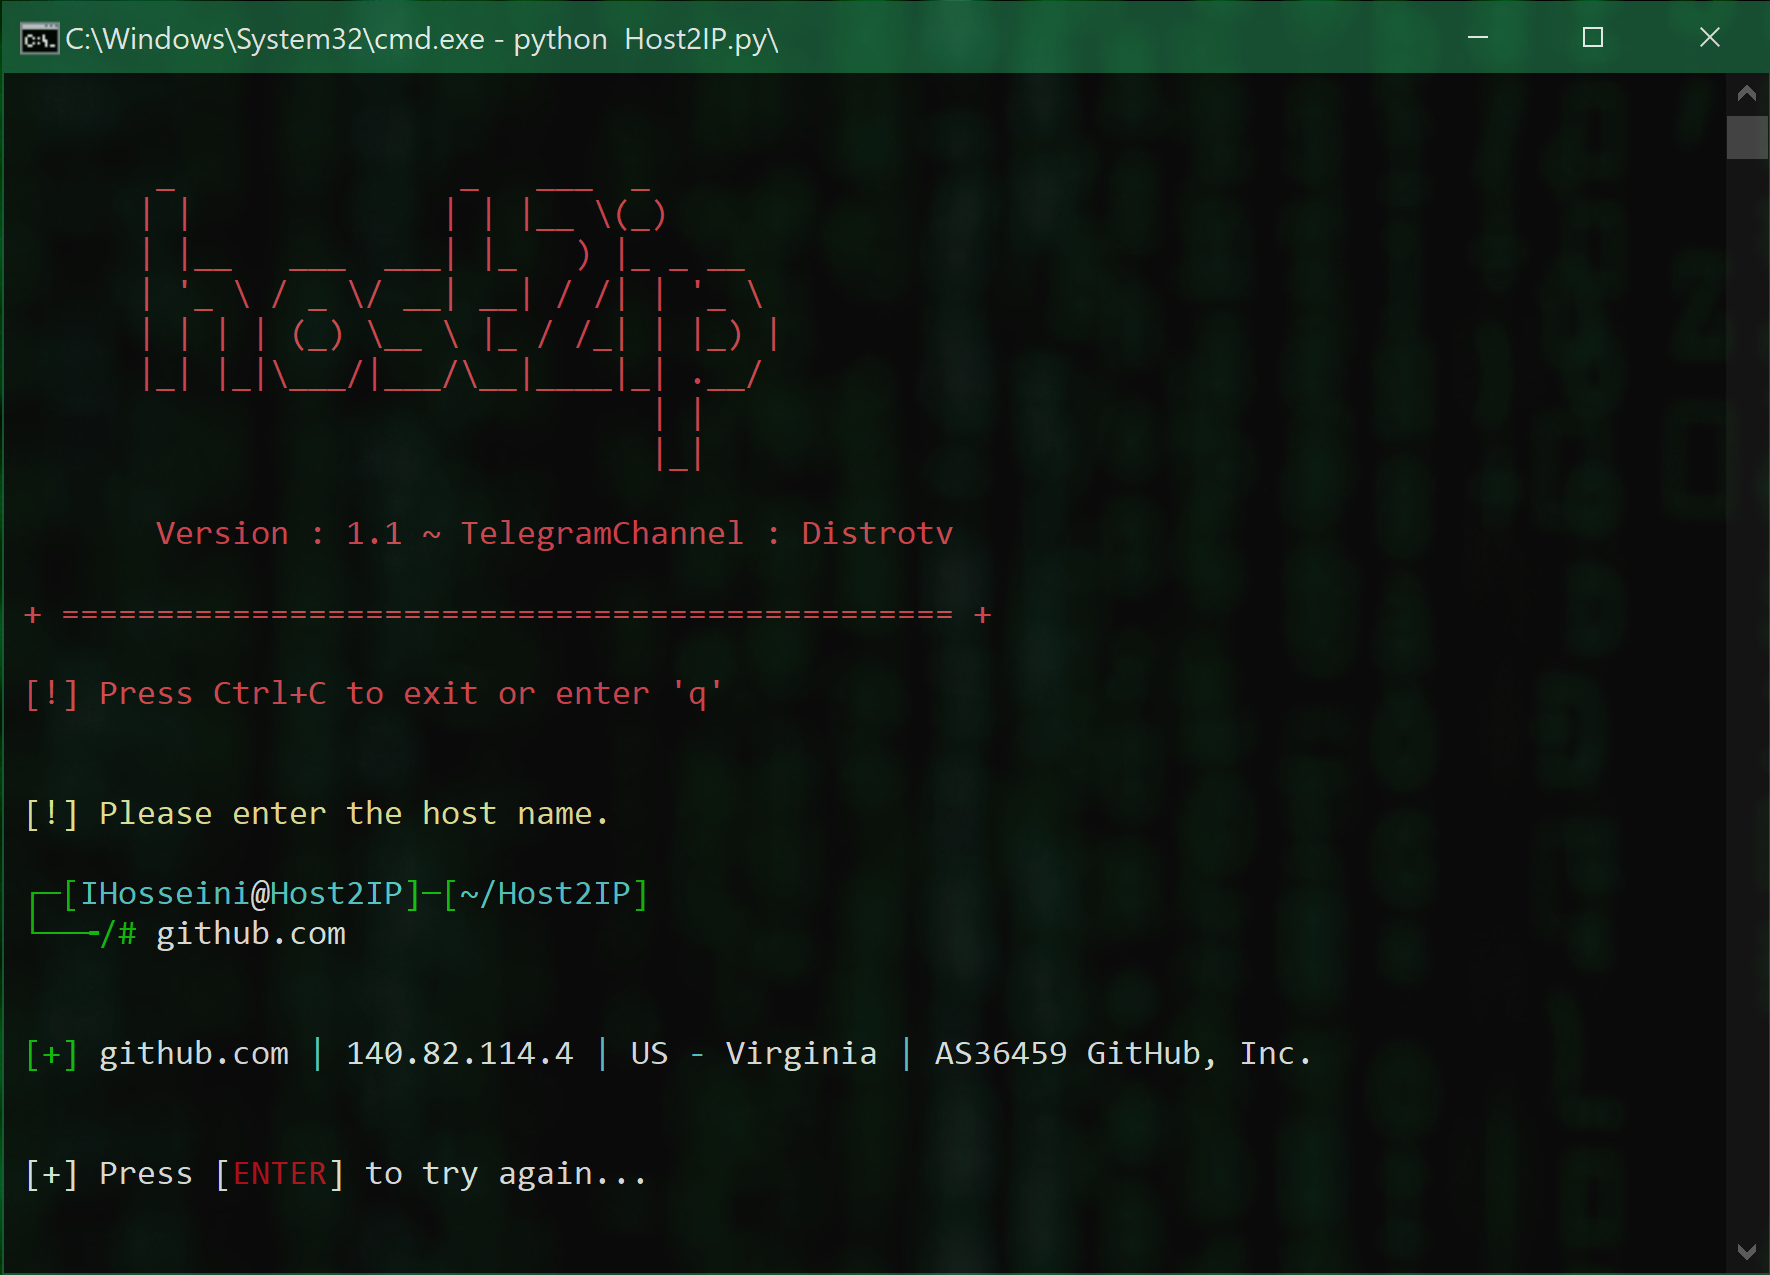 C:\Windows\System32\cmd.exe - python  Host2IP.py\
host2ip
Version : 1.1 ~ TelegramChannel : Distrotv
+ =============================================== +
[!] Press Ctrl+C to exit or enter 'q'
[!] Please enter the host name.
┌─[IHosseini@Host2IP]─[~/Host2IP]
└───╼/# github.com
[+] github.com | 140.82.114.4 | US - Virginia | AS36459 GitHub, Inc.
[+] Press [ENTER] to try again...